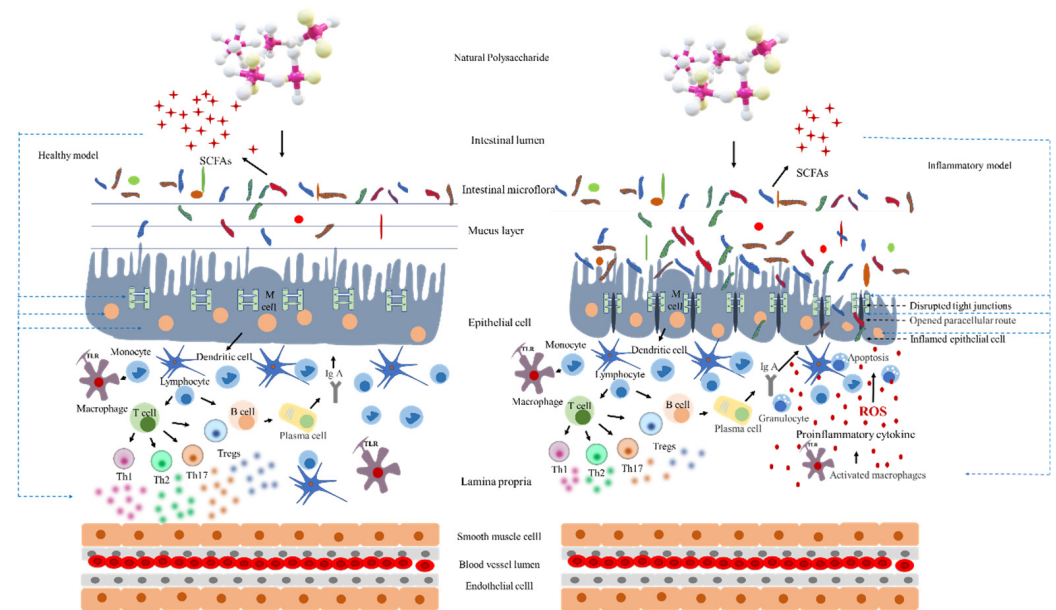 Natural Polysaccharide
Intestinal lumen
Healthy model
SCFAs
Intestinal microflora
Mucus layer
M
cell
Epithelial cell
TLR
Monocyte
Dendritic cell
Lymphocyte
Ig A
Macrophage
T cell
B cell
Plasma cell
Tregs
Th1
Th2
Th17
TLR
Lamina propria
Smooth muscle celll
Blood vessel lumen
Endothelial celll
Inflammatory model
SCFAs
M
cell
Disrupted tight junctions
Opened paracellular route
Inflamed epithelial cell
TLR
Monocyte
Dendritic cell
Lymphocyte
Ig A
Apoptosis
Macrophage
T cell
B cell
Plasma cell
Granulocyte
ROS
Tregs
Proinflammatory cytokine
TLR
Th1
Th2
Th17
Activated macrophages